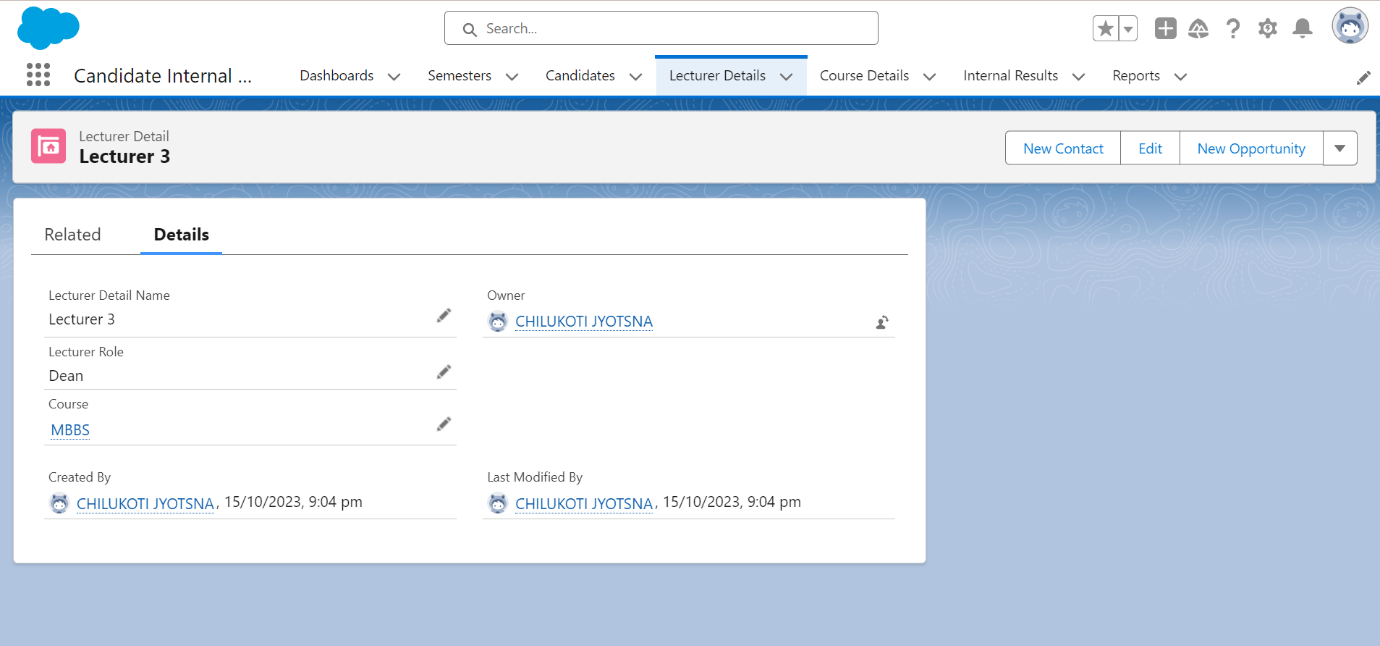 Search...
Candidate Internal ... Dashboards Semesters Candidates Lecturer Details Course Details Internal Results Reports
Lecturer Detail
Lecturer 3
New Contact Edit New Opportunity
Related Details
Lecturer Detail Name
Lecturer 3
Owner
CHILUKOTI JYOTSNA
Lecturer Role
Dean
Course
MBBS
Created By
CHILUKOTI JYOTSNA, 15/10/2023, 9:04 pm
Last Modified By
CHILUKOTI JYOTSNA, 15/10/2023, 9:04 pm